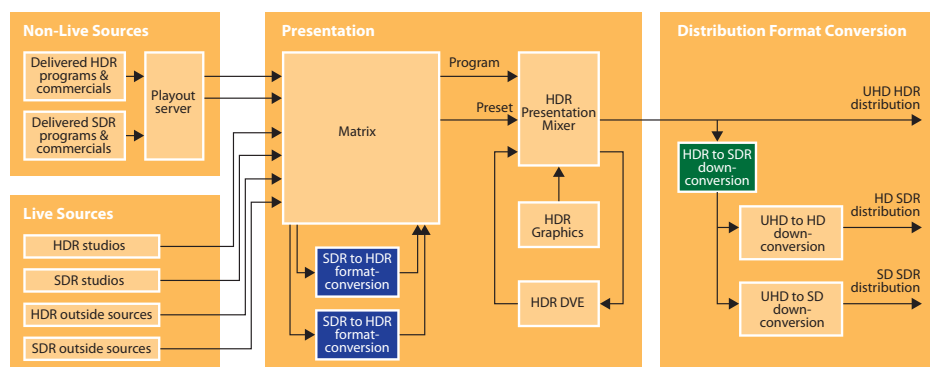 Non-Live Sources
Delivered HDR
programs &
commercials
Delivered SDR
programs &
commercials
Playout
server
Live Sources
HDR studios
SDR studios
HDR outside sources
SDR outside sources
Presentation
Matrix
Program
Preset
HDR
Presentation
Mixer
HDR
Graphics
HDR DVE
SDR to HDR
format-
conversion
SDR to HDR
format-
conversion
Distribution Format Conversion
UHD HDR
distribution
HDR to SDR
down-
conversion
HD SDR
distribution
UHD to HD
down-
conversion
SD SDR
distribution
UHD to SD
down-
conversion